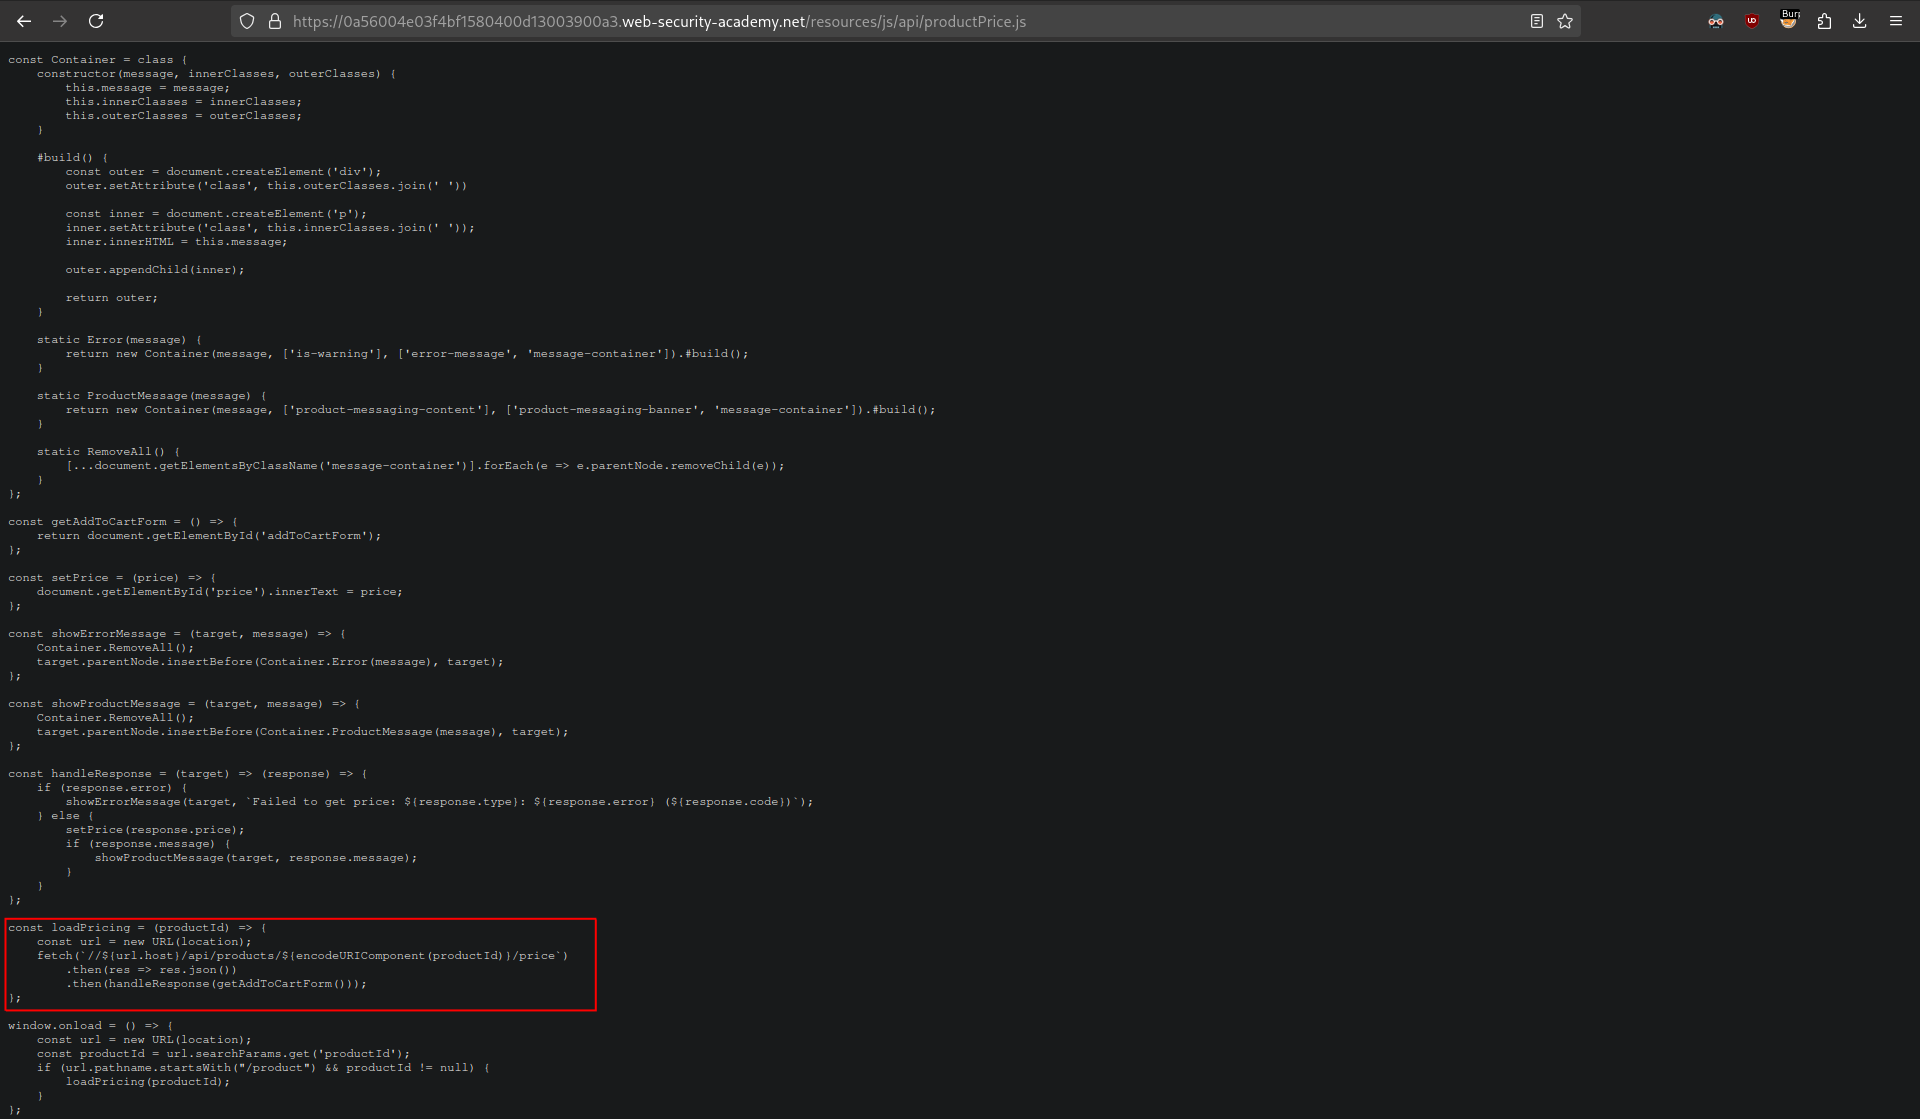 https://0a56004e03f4bf1580400d13003900a3.web-security-academy.net/resources/js/api/productPrice.js
const Container = class {
    constructor(message, innerClasses, outerClasses) {
        this.message = message;
        this.innerClasses = innerClasses;
        this.outerClasses = outerClasses;
    }
    #build() {
        const outer = document.createElement('div');
        outer.setAttribute('class', this.outerClasses.join(' '))
        const inner = document.createElement('p');
        inner.setAttribute('class', this.innerClasses.join(' '));
        inner.innerHTML = this.message;
        outer.appendChild(inner);
        return outer;
    }
    static Error(message) {
        return new Container(message, ['is-warning'], ['error-message', 'message-container']).#build();
    }
    static ProductMessage(message) {
        return new Container(message, ['product-messaging-content'], ['product-messaging-banner', 'message-container']).#build();
    }
    static RemoveAll() {
        [...document.getElementsByClassName('message-container')].forEach(e => e.parentNode.removeChild(e));
    }
};
const getAddToCartForm = () => {
    return document.getElementById('addToCartForm');
};
const setPrice = (price) => {
    document.getElementById('price').innerText = price;
};
const showErrorMessage = (target, message) => {
    Container.RemoveAll();
    target.parentNode.insertBefore(Container.Error(message), target);
};
const showProductMessage = (target, message) => {
    Container.RemoveAll();
    target.parentNode.insertBefore(Container.ProductMessage(message), target);
};
const handleResponse = (target) => (response) => {
    if (response.error) {
        showErrorMessage(target, `Failed to get price: ${response.type}: ${response.error} (${response.code})`);
    } else {
        setPrice(response.price);
        if (response.message) {
            showProductMessage(target, response.message);
        }
    }
};
const loadPricing = (productId) => {
    const url = new URL(location);
    fetch(`//${url.host}/api/products/${encodeURIComponent(productId)}/price`)
        .then(res => res.json())
        .then(handleResponse(getAddToCartForm()));
};
window.onload = () => {
    const url = new URL(location);
    const productId = url.searchParams.get('productId');
    if (url.pathname.startsWith("/product") && productId != null) {
        loadPricing(productId);
    }
};